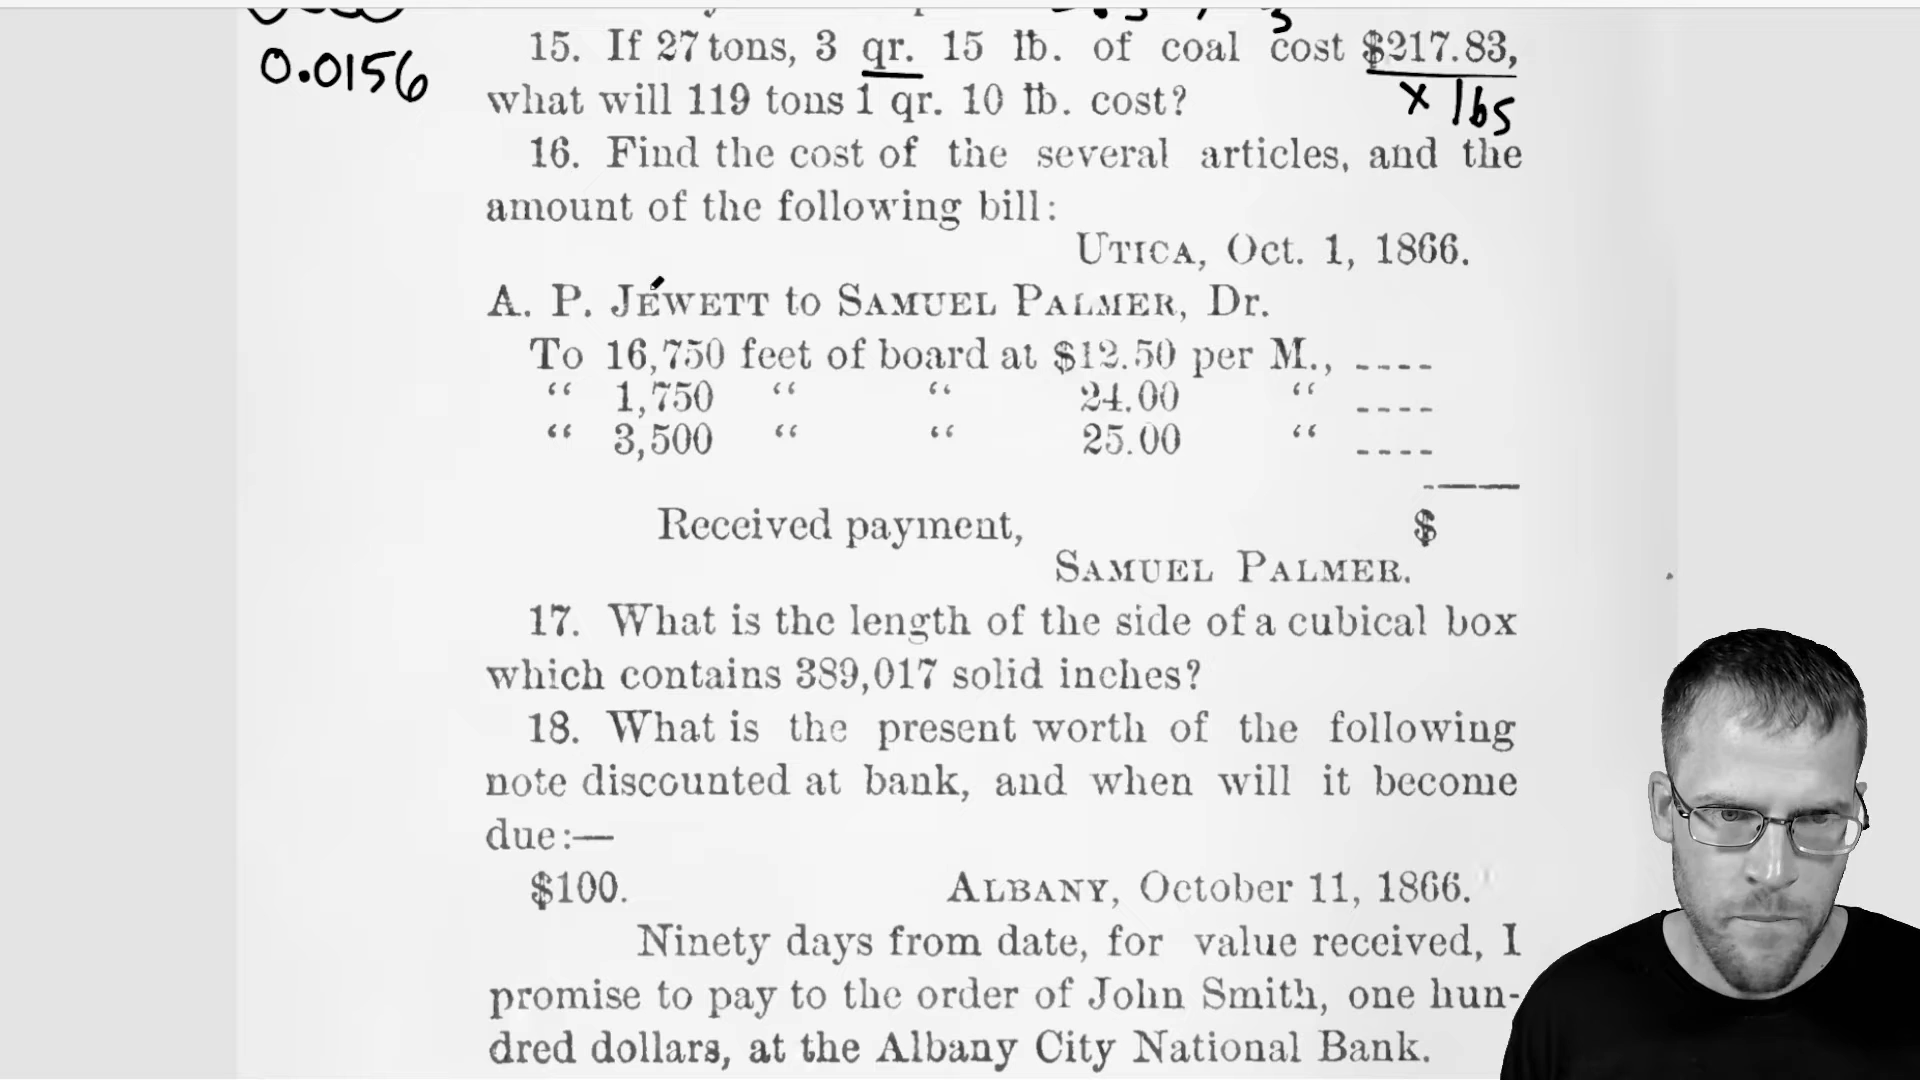 0.0156
15. If 27 tons, 3 qr. 15 lb. of coal cost $217.83,
what will 119 tons 1 qr. 10 lb. cost?
x lbs
16. Find the cost of the several articles, and the
amount of the following bill:
UTICA, Oct. 1, 1866.
A. P. JEWETT to SAMUEL PALMER, Dr.
To 16,750 feet of board at $12.50 per M., ----
“ 1,750 “ “ 24.00 “ ----
“ 3,500 “ “ 25.00 “ ----
Received payment, $
SAMUEL PALMER.
17. What is the length of the side of a cubical box
which contains 389,017 solid inches?
18. What is the present worth of the following
note discounted at bank, and when will it become
due:—
$100. ALBANY, October 11, 1866.
Ninety days from date, for value received, I
promise to pay to the order of John Smith, one hun-
dred dollars, at the Albany City National Bank.